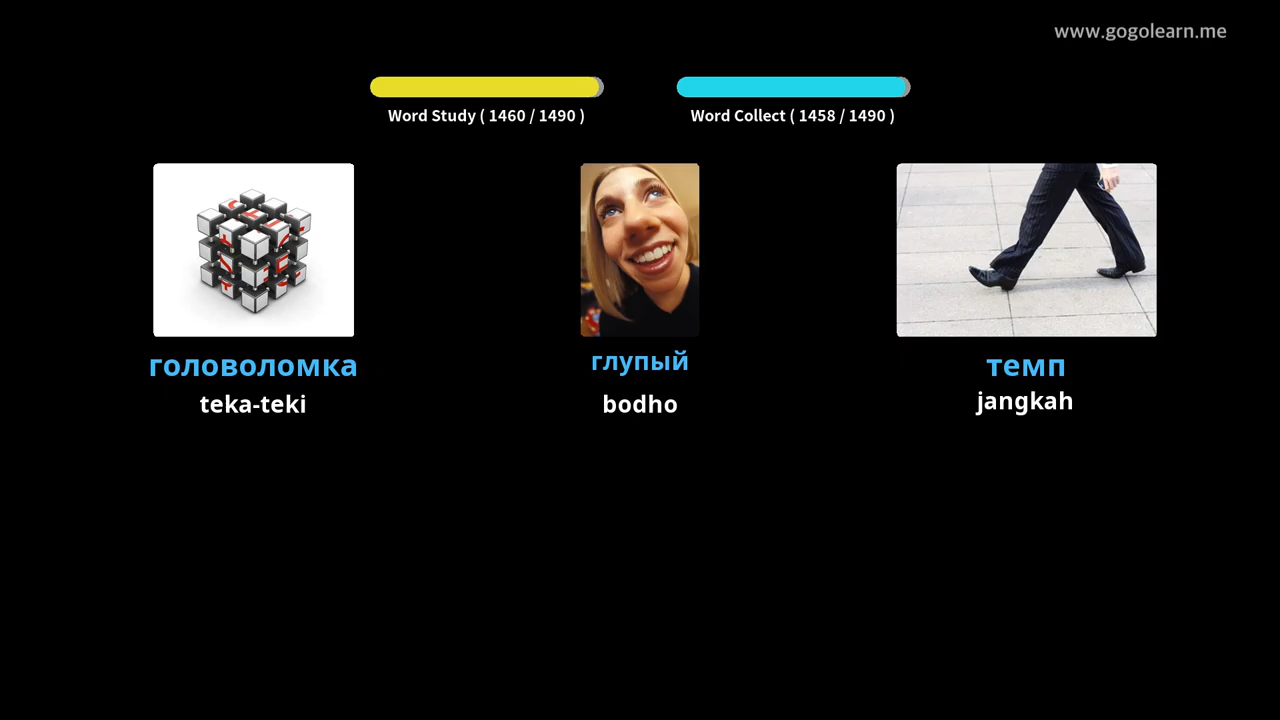 www.gogolearn.me
Word Study ( 1460 / 1490 )
Word Collect ( 1458 / 1490 )
головоломка
глупый
темп
teka-teki
bodho
jangkah